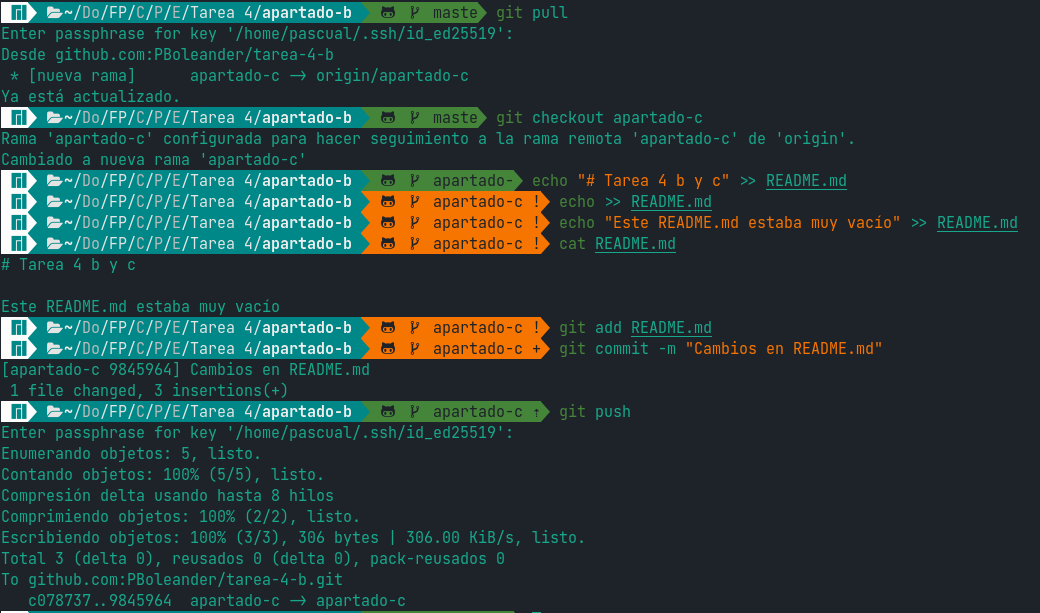 ~/Do/FP/C/P/E/Tarea 4/apartado-b maste git pull
Enter passphrase for key '/home/pascual/.ssh/id_ed25519':
Desde github.com:PBoleander/tarea-4-b
 * [nueva rama]      apartado-c -> origin/apartado-c
Ya está actualizado.
~/Do/FP/C/P/E/Tarea 4/apartado-b maste git checkout apartado-c
Rama 'apartado-c' configurada para hacer seguimiento a la rama remota 'apartado-c' de 'origin'.
Cambiado a nueva rama 'apartado-c'
~/Do/FP/C/P/E/Tarea 4/apartado-b apartado- echo "# Tarea 4 b y c" >> README.md
~/Do/FP/C/P/E/Tarea 4/apartado-b apartado-c ! echo >> README.md
~/Do/FP/C/P/E/Tarea 4/apartado-b apartado-c ! echo "Este README.md estaba muy vacío" >> README.md
~/Do/FP/C/P/E/Tarea 4/apartado-b apartado-c ! cat README.md
# Tarea 4 b y c
Este README.md estaba muy vacío
~/Do/FP/C/P/E/Tarea 4/apartado-b apartado-c ! git add README.md
~/Do/FP/C/P/E/Tarea 4/apartado-b apartado-c + git commit -m "Cambios en README.md"
[apartado-c 9845964] Cambios en README.md
 1 file changed, 3 insertions(+)
~/Do/FP/C/P/E/Tarea 4/apartado-b apartado-c ↑ git push
Enter passphrase for key '/home/pascual/.ssh/id_ed25519':
Enumerando objetos: 5, listo.
Contando objetos: 100% (5/5), listo.
Compresión delta usando hasta 8 hilos
Comprimiendo objetos: 100% (2/2), listo.
Escribiendo objetos: 100% (3/3), 306 bytes | 306.00 KiB/s, listo.
Total 3 (delta 0), reusados 0 (delta 0), pack-reusados 0
To github.com:PBoleander/tarea-4-b.git
   c078737..9845964  apartado-c -> apartado-c